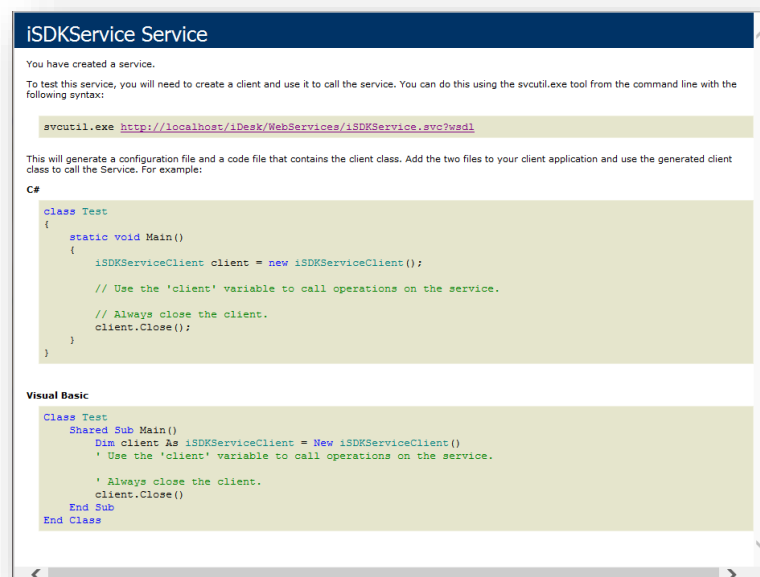 iSDKService Service
You have created a service.
To test this service, you will need to create a client and use it to call the service. You can do this using the svcutil.exe tool from the command line with the
following syntax:
svcutil.exe http://localhost/iDesk/WebServices/iSDKService.svc?wsdl
This will generate a configuration file and a code file that contains the client class. Add the two files to your client application and use the generated client
class to call the Service. For example:
C#
class Test
{
    static void Main()
    {
        iSDKServiceClient client = new iSDKServiceClient();
        // Use the 'client' variable to call operations on the service.
        // Always close the client.
        client.Close();
    }
}
Visual Basic
Class Test
    Shared Sub Main()
        Dim client As iSDKServiceClient = New iSDKServiceClient()
        ' Use the 'client' variable to call operations on the service.
        ' Always close the client.
        client.Close()
    End Sub
End Class